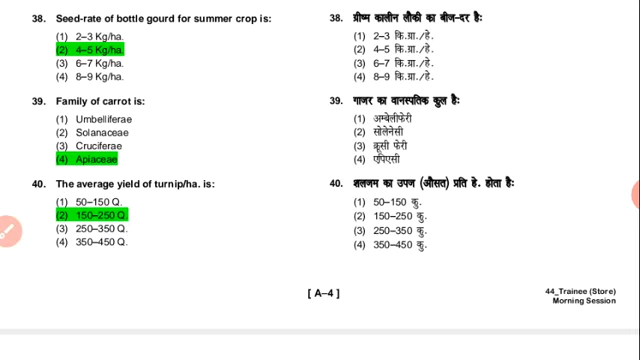 38. Seed-rate of bottle gourd for summer crop is:
(1) 2–3 Kg/ha.
(2) 4–5 Kg/ha.
(3) 6–7 Kg/ha.
(4) 8–9 Kg/ha.
39. Family of carrot is:
(1) Umbelliferae
(2) Solanaceae
(3) Cruciferae
(4) Apiaceae
40. The average yield of turnip/ha. is:
(1) 50–150 Q.
(2) 150–250 Q.
(3) 250–350 Q.
(4) 350–450 Q.
38. ग्रीष्म कालीन लौकी का बीज-दर है:
(1) 2–3 कि.ग्रा./हे.
(2) 4–5 कि.ग्रा./हे.
(3) 6–7 कि.ग्रा./हे.
(4) 8–9 कि.ग्रा./हे.
39. गाजर का वानस्पतिक कुल है:
(1) अम्बेलीफेरी
(2) सोलेनेसी
(3) क्रूसी फेरी
(4) एपिएसी
40. शलजम का उपज (औसत) प्रति हे. होता है:
(1) 50–150 कु.
(2) 150–250 कु.
(3) 250–350 कु.
(4) 350–450 कु.
[ A–4 ]
44_Trainee (Store)
Morning Session